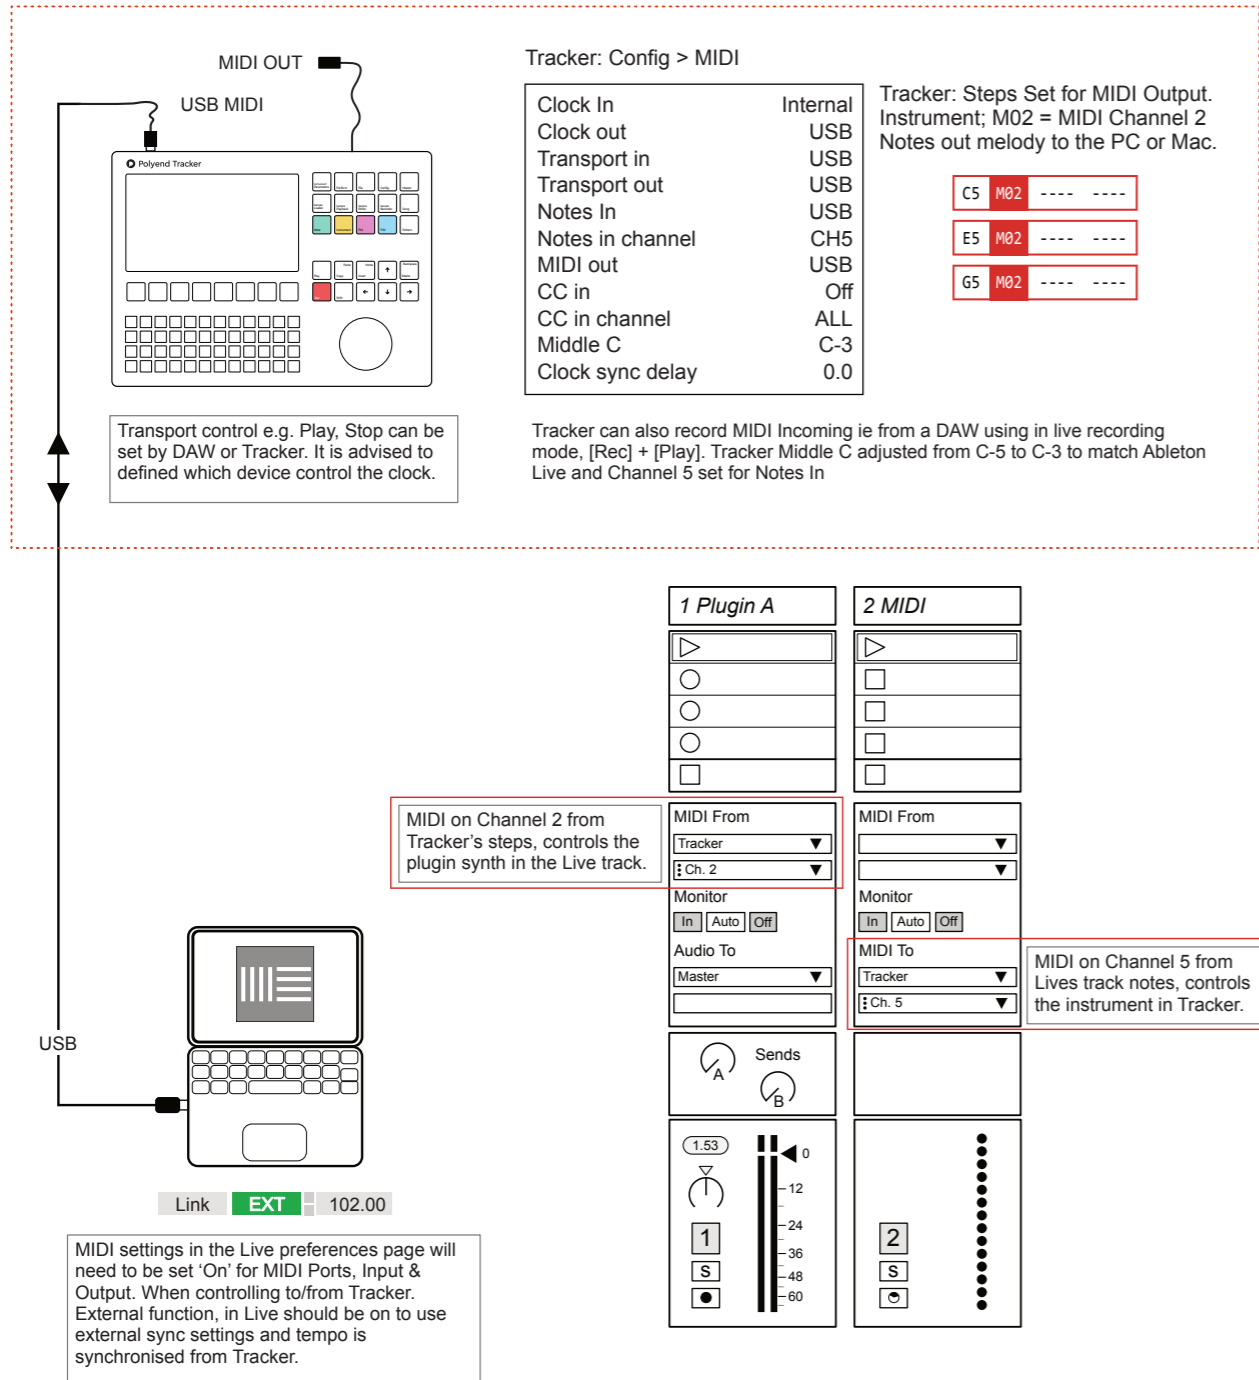 MIDI OUT
USB MIDI
Polyend Tracker
Tracker: Config > MIDI
Clock In Internal
Clock out USB
Transport in USB
Transport out USB
Notes In USB
Notes in channel CH5
MIDI out USB
CC in Off
CC in channel ALL
Middle C C-3
Clock sync delay 0.0
Tracker: Steps Set for MIDI Output.
Instrument; M02 = MIDI Channel 2
Notes out melody to the PC or Mac.
C5 M02 ---- ----
E5 M02 ---- ----
G5 M02 ---- ----
Transport control e.g. Play, Stop can be
set by DAW or Tracker. It is advised to
defined which device control the clock.
Tracker can also record MIDI Incoming ie from a DAW using in live recording
mode, [Rec] + [Play]. Tracker Middle C adjusted from C-5 to C-3 to match Ableton
Live and Channel 5 set for Notes In
USB
Link EXT 102.00
MIDI settings in the Live preferences page will
need to be set ‘On’ for MIDI Ports, Input &
Output. When controlling to/from Tracker.
External function, in Live should be on to use
external sync settings and tempo is
synchronised from Tracker.
MIDI on Channel 2 from
Tracker’s steps, controls the
plugin synth in the Live track.
1 Plugin A
MIDI From
Tracker
Ch. 2
Monitor
In Auto Off
Audio To
Master
Sends
A
B
1.53
0
12
24
36
48
60
1
S
2 MIDI
MIDI From
Monitor
In Auto Off
MIDI To
Tracker
Ch. 5
2
S
MIDI on Channel 5 from
Lives track notes, controls
the instrument in Tracker.